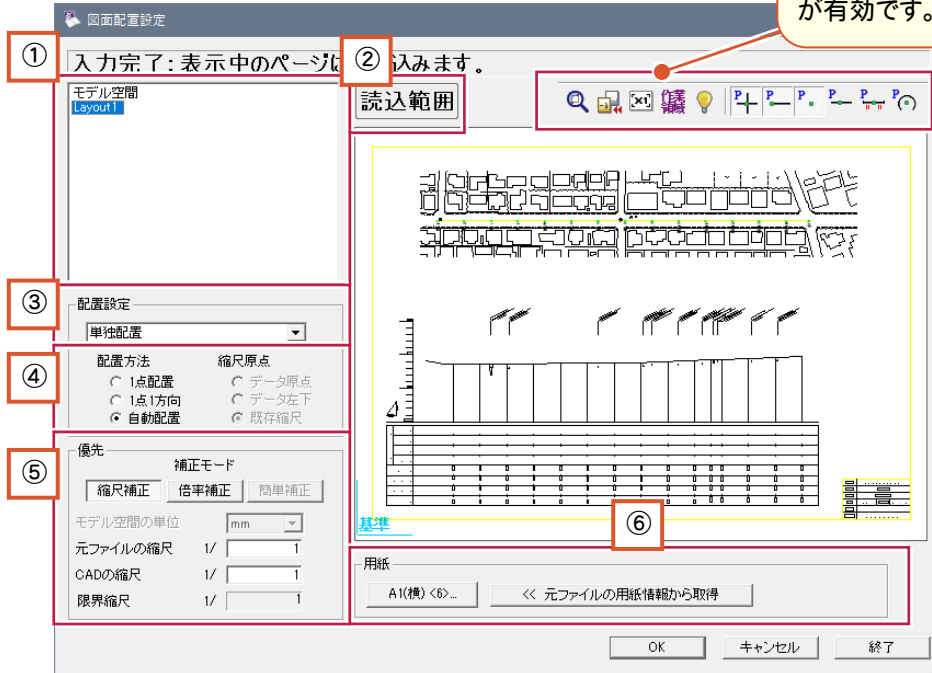 が有効です。
図面配置設定
①
入力完了:表示中のページ
②
込みます。
モデル空間
Layout1
読込範囲
[×1]
作業
領域
P P P P P P
③
配置設定
単独配置
④
配置方法
縮尺原点
1点配置
データ原点
1点1方向
データ左下
自動配置
既存縮尺
⑤
優先
補正モード
縮尺補正
倍率補正
簡単補正
モデル空間の単位
mm
元ファイルの縮尺 1/ 1
CADの縮尺 1/ 1
限界縮尺 1/ 1
基準
⑥
用紙
A1(横) <6>...
<< 元ファイルの用紙情報から取得
OK
キャンセル
終了